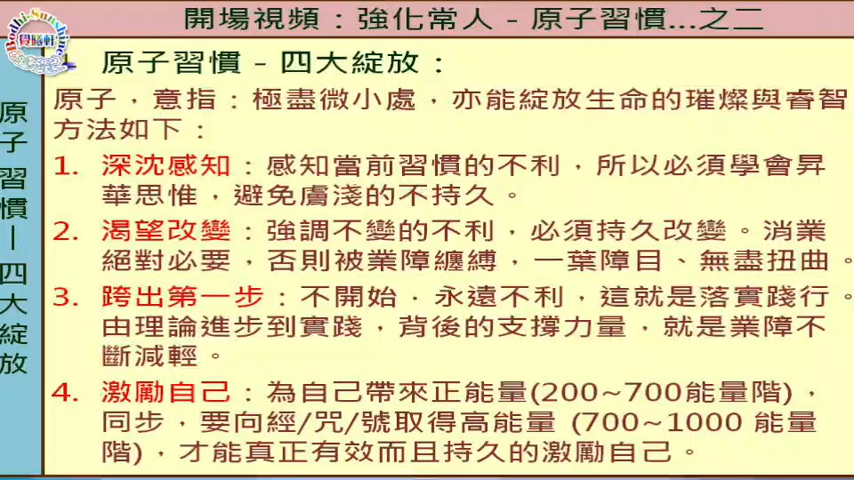 開場視頻：強化常人－原子習慣...之二
Bodhi Sunshine
覺曦軒
原子習慣－四大綻放：
原子習慣－四大綻放
原子，意指：極盡微小處，亦能綻放生命的璀燦與睿智
方法如下：
1. 深沈感知：感知當前習慣的不利，所以必須學會昇
華思惟，避免膚淺的不持久。
2. 渴望改變：強調不變的不利，必須持久改變。消業
絕對必要，否則被業障纏縛，一葉障目、無盡扭曲。
3. 跨出第一步：不開始，永遠不利，這就是落實踐行。
由理論進步到實踐，背後的支撐力量，就是業障不
斷減輕。
4. 激勵自己：為自己帶來正能量(200~700能量階)，
同步，要向經/咒/號取得高能量 (700~1000 能量
階)，才能真正有效而且持久的激勵自己。